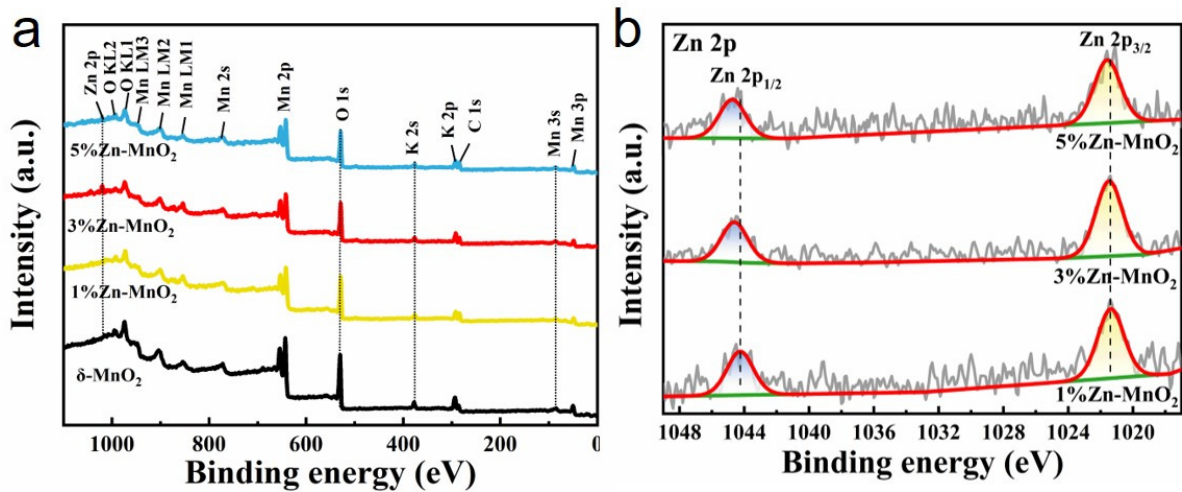 a
Zn 2p
O KL2
O KL1
Mn LM3
Mn LM2
Mn LM1
Mn 2s
Mn 2p
O 1s
K 2s
K 2p
C 1s
Mn 3s
Mn 3p
5%Zn-MnO₂
3%Zn-MnO₂
1%Zn-MnO₂
δ-MnO₂
Intensity (a.u.)
1000 800 600 400 200 0
Binding energy (eV)
b
Zn 2p
Zn 2p₁/₂
Zn 2p₃/₂
5%Zn-MnO₂
3%Zn-MnO₂
1%Zn-MnO₂
Intensity (a.u.)
1048 1044 1040 1036 1032 1028 1024 1020
Binding energy (eV)